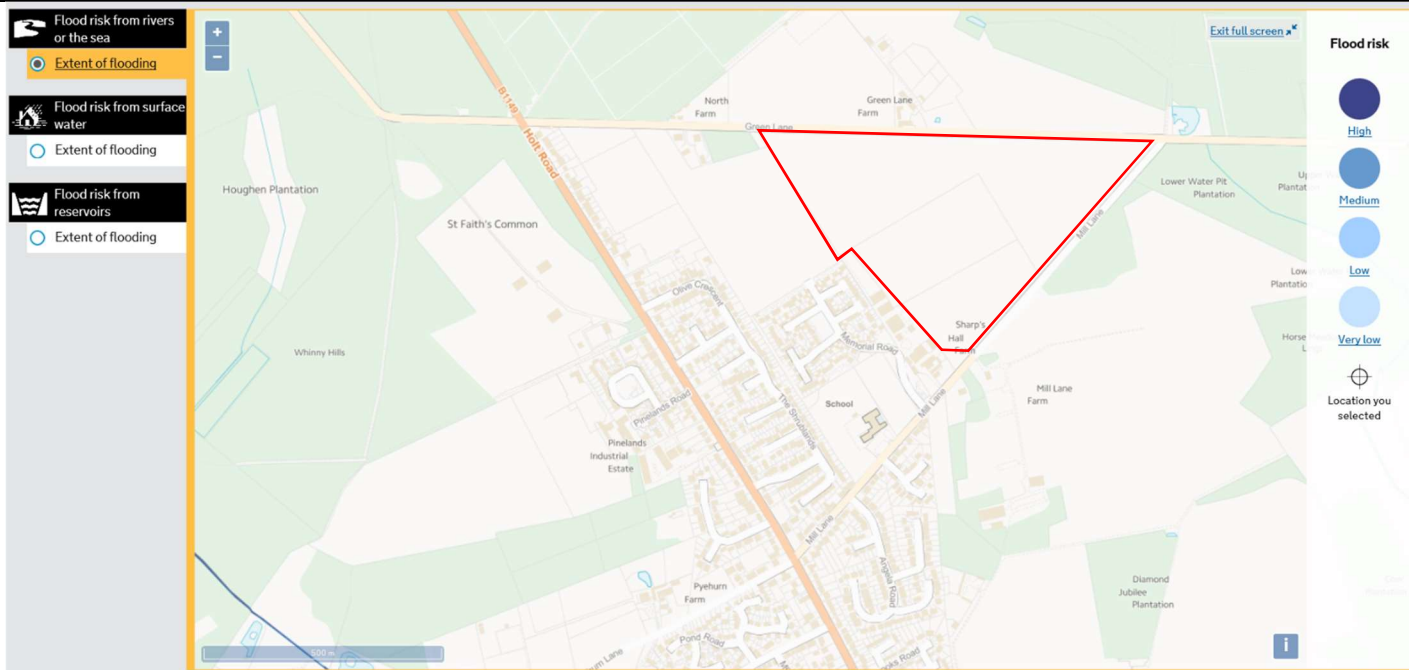 Flood risk from rivers
or the sea
Extent of flooding
Flood risk from surface
water
Extent of flooding
Flood risk from
reservoirs
Extent of flooding
+
−
Exit full screen
B1149
Holt Road
North
Farm
Green Lane
Farm
Green Lane
Houghen Plantation
St Faith's Common
Lower Water Pit
Plantation
Mill Lane
Olive Crescent
Whinny Hills
Memorial Road
Sharp's
Hall
Farm
Mill Lane
Farm
School
Mill Lane
The Shrublands
Pinelands Road
Pinelands
Industrial
Estate
Mill Lane
Angela Road
Pyehurn
Farm
Pond Road
Diamond
Jubilee
Plantation
500 m
i
Flood risk
High
Medium
Low
Very low
Location you
selected